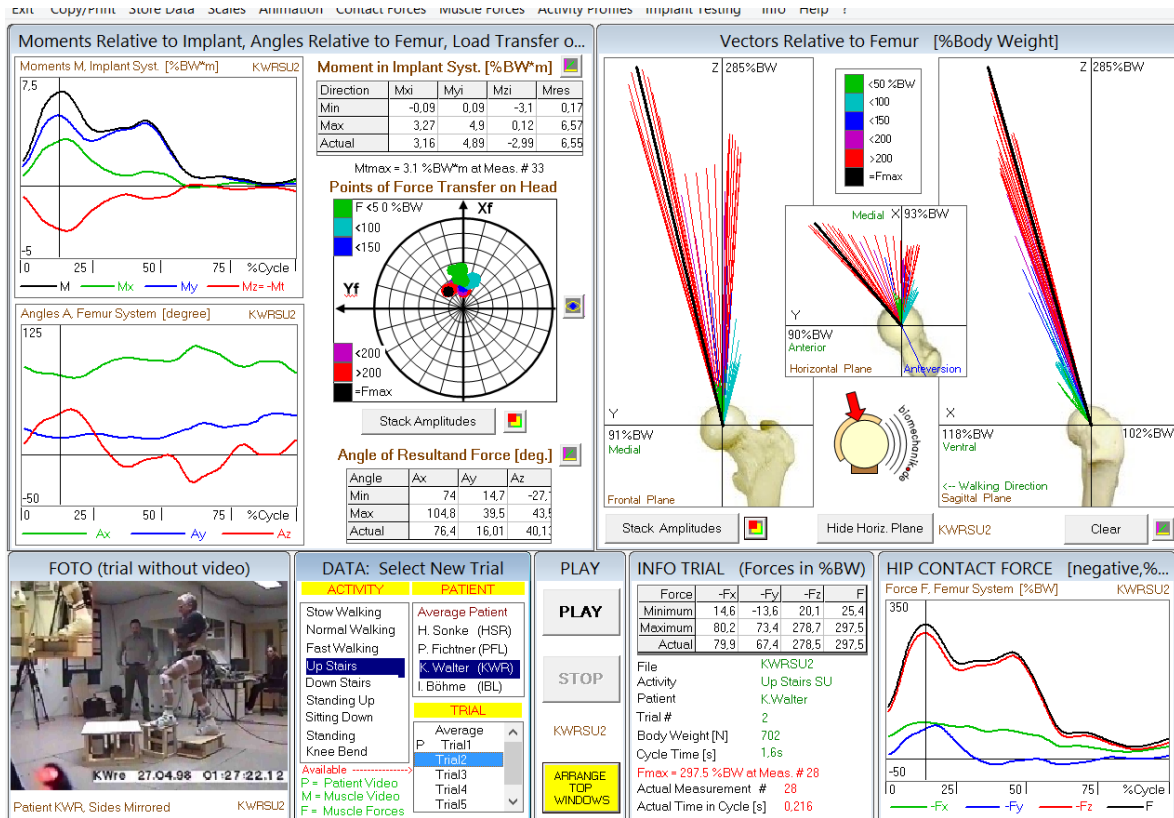 Exit Copy/Print Store Data Scales Animation Contact Forces Muscle Forces Activity Profiles Implant Testing Info Help ?
Moments Relative to Implant, Angles Relative to Femur, Load Transfer o...
Moments M, Implant Syst. [%BW*m] KWRSU2
7.5
-5
0 25 50 75 %Cycle
M Mx My Mz= -Mt
Angles A, Femur System [degree] KWRSU2
125
-50
0 25 50 75 %Cycle
Ax Ay Az
Moment in Implant Syst. [%BW*m]
Direction Mxi Myi Mzi Mres
Min -0,09 0,09 -3,1 0,17
Max 3,27 4,9 0,12 6,57
Actual 3,16 4,89 -2,99 6,55
Mtmax = 3.1 %BW*m at Meas. # 33
Points of Force Transfer on Head
F <5 0 %BW
<100
<150
Xf
Yf
<200
>200
=Fmax
Stack Amplitudes
Angle of Resultand Force [deg.]
Angle Ax Ay Az
Min 74 14,7 -27,
Max 104,8 39,5 43,5
Actual 76,4 16,01 40,1
Vectors Relative to Femur [%Body Weight]
Z 285%BW
<50 %BW
<100
<150
<200
>200
=Fmax
Y
91%BW
Medial
Frontal Plane
Medial X 93%BW
Y
90%BW
Anterior
Horizontal Plane
Anteversion
biomechanikade
Z 285%BW
X
118%BW
Ventral
102%BW
<-- Walking Direction
Sagittal Plane
Stack Amplitudes
Hide Horiz. Plane
KWRSU2
Clear
FOTO (trial without video)
KWre 27.04.98 01:27:22.12
Patient KWR, Sides Mirrored KWRSU2
DATA: Select New Trial
ACTIVITY
Slow Walking
Normal Walking
Fast Walking
Up Stairs
Down Stairs
Standing Up
Sitting Down
Standing
Knee Bend
Available ------------->
P = Patient Video
M = Muscle Video
F = Muscle Forces
PATIENT
Average Patient
H. Sonke (HSR)
P. Fichtner (PFL)
K. Walter (KWR)
I. Böhme (IBL)
TRIAL
Average
P Trial1
Trial2
Trial3
Trial4
Trial5
PLAY
PLAY
STOP
KWRSU2
ARRANGE
TOP
WINDOWS
INFO TRIAL (Forces in %BW)
Force -Fx -Fy -Fz F
Minimum 14,6 -13,6 20,1 25,4
Maximum 80,2 73,4 278,7 297,5
Actual 79,9 67,4 278,5 297,5
File KWRSU2
Activity Up Stairs SU
Patient K.Walter
Trial # 2
Body Weight [N] 702
Cycle Time [s] 1,6s
Fmax = 297.5 %BW at Meas. # 28
Actual Measurement # 28
Actual Time in Cycle [s] 0,216
HIP CONTACT FORCE [negative,%...
Force F, Femur System [%BW] KWRSU2
350
-50
0 25 50 75 %Cycle
-Fx -Fy -Fz F